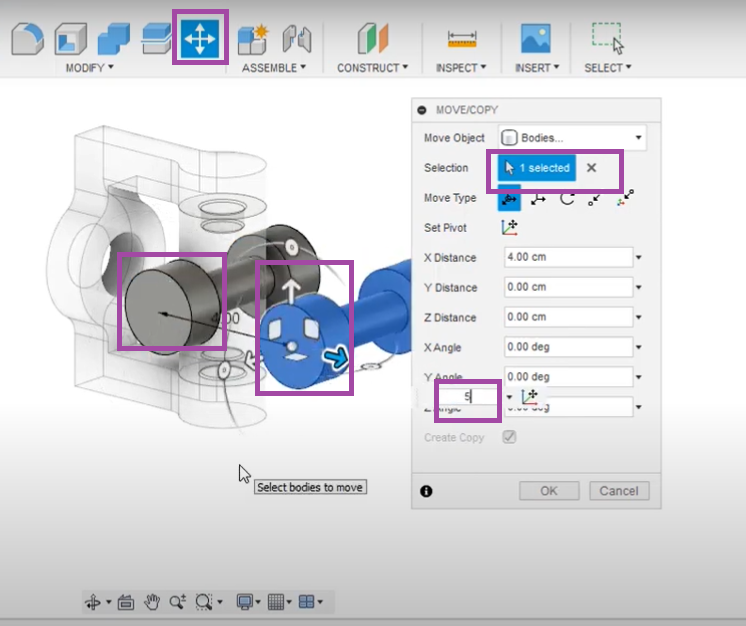 MODIFY ASSEMBLE CONSTRUCT INSPECT INSERT SELECT
MOVE/COPY
Move Object Bodies...
Selection 1 selected
Move Type
Set Pivot
X Distance 4.00 cm
Y Distance 0.00 cm
Z Distance 0.00 cm
X Angle 0.00 deg
Y Angle 0.00 deg
5
Z Angle 0.00 deg
Create Copy
OK Cancel
4.00
Select bodies to move